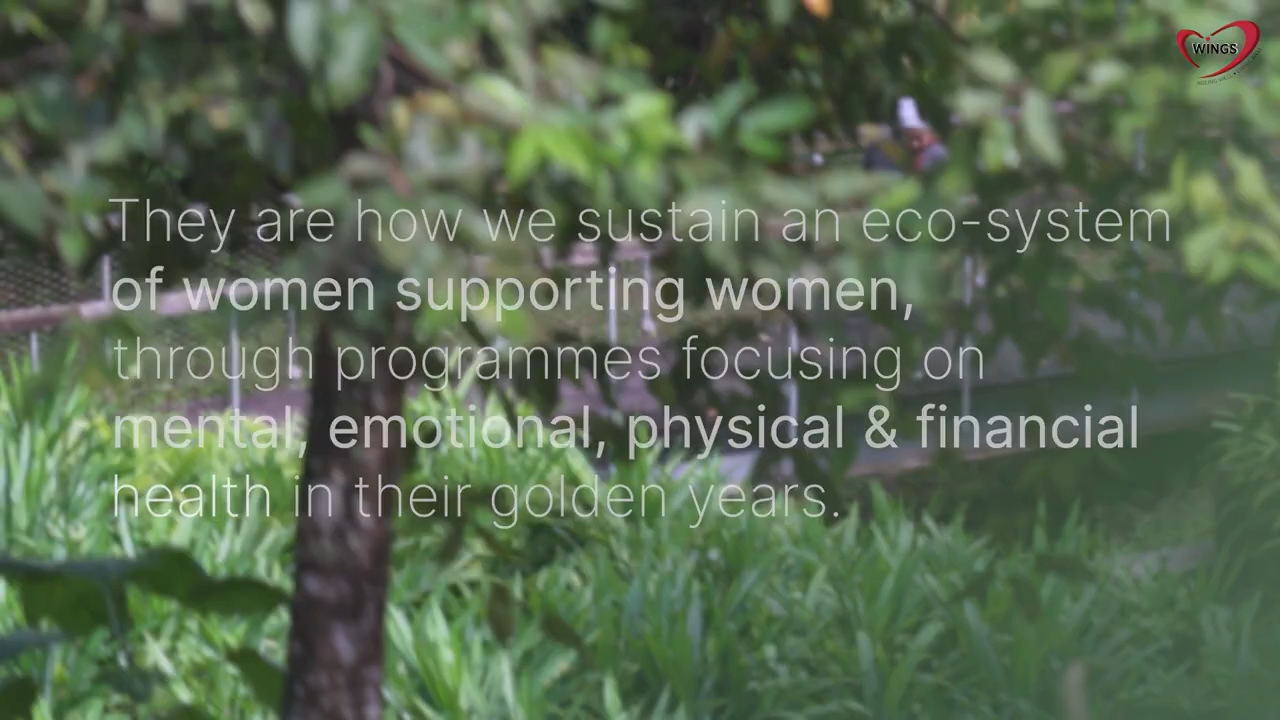 WINGS
They are how we sustain an eco-system
of women supporting women,
through programmes focusing on
mental, emotional, physical & financial
health in their golden years.